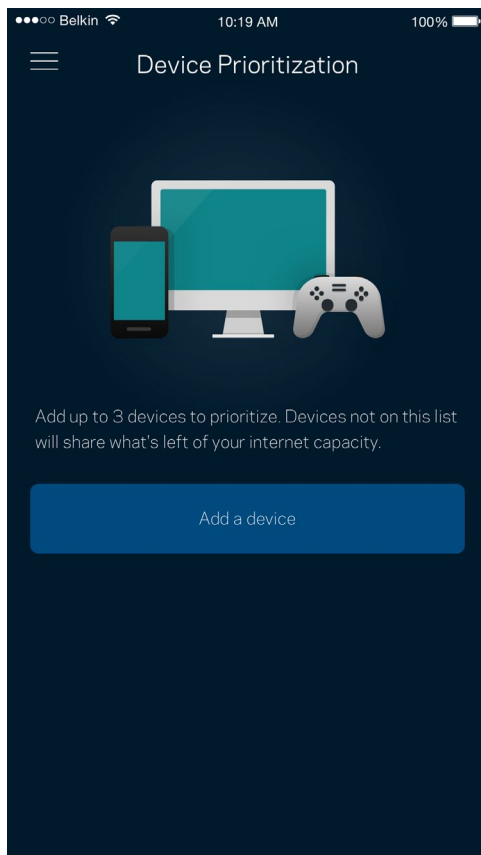 Belkin 10:19 AM 100%
Device Prioritization
Add up to 3 devices to prioritize. Devices not on this list
will share what's left of your internet capacity.
Add a device